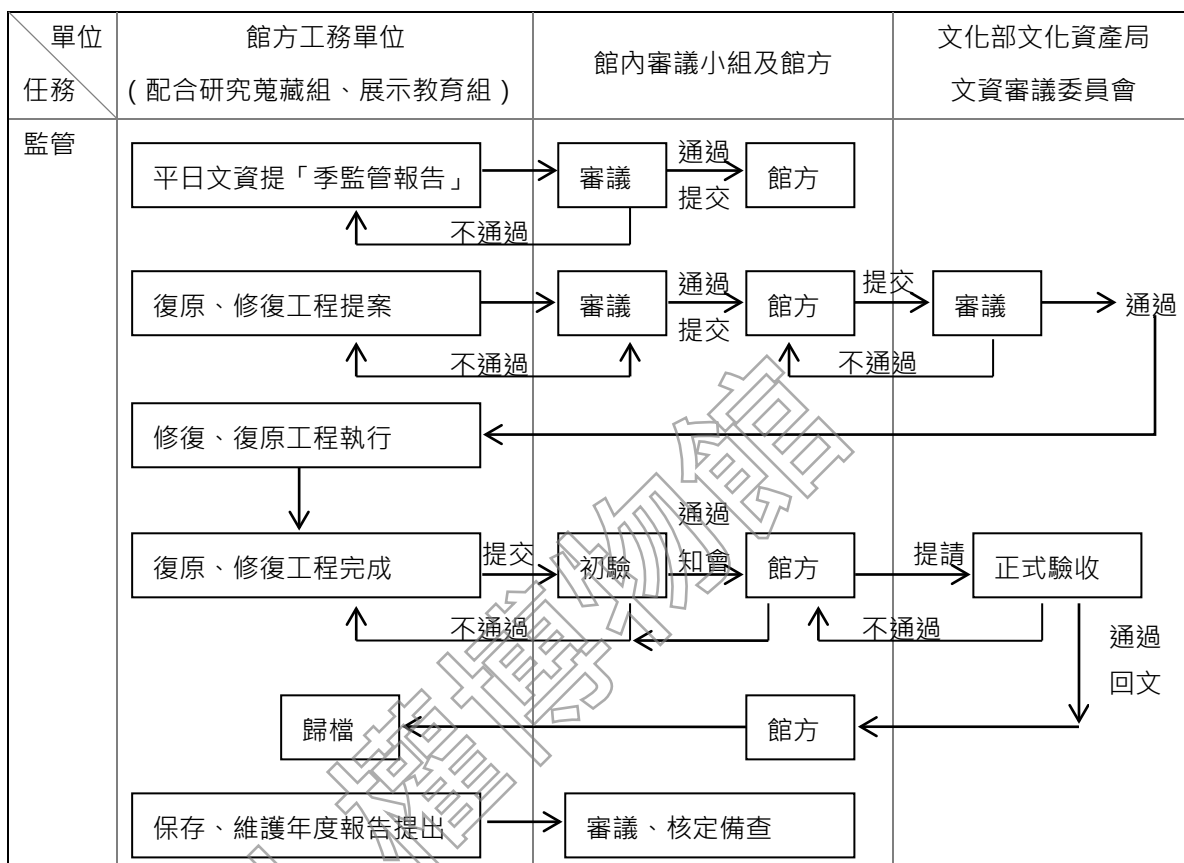 單位
任務
館方工務單位
(配合研究蒐藏組、展示教育組)
館內審議小組及館方
文化部文化資產局
文資審議委員會
監管
平日文資提「季監管報告」
審議
通過
提交
館方
不通過
復原、修復工程提案
審議
通過
提交
館方
提交
審議
通過
不通過
不通過
修復、復原工程執行
復原、修復工程完成
提交
初驗
通過
知會
館方
提請
正式驗收
不通過
不通過
通過
回文
歸檔
館方
保存、維護年度報告提出
審議、核定備查
權博物館